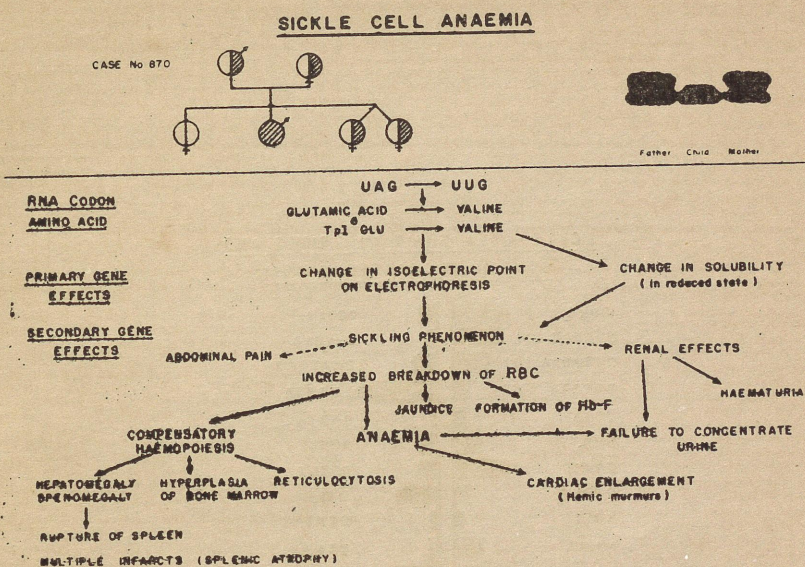 SICKLE CELL ANAEMIA
CASE No 870
Father Child Mother
RNA CODON
UAG UUG
AMINO ACID
GLUTAMIC ACID VALINE
Tpl 6 GLU VALINE
PRIMARY GENE
EFFECTS
CHANGE IN ISOELECTRIC POINT
ON ELECTROPHORESIS
CHANGE IN SOLUBILITY
(In reduced state)
SECONDARY GENE
EFFECTS
SICKLING PHENOMENON
ABDOMINAL PAIN
RENAL EFFECTS
INCREASED BREAKDOWN OF RBC
HAEMATURIA
JAUNDICE FORMATION OF Hb-F
COMPENSATORY
HAEMOPOIESIS
ANAEMIA
FAILURE TO CONCENTRATE
URINE
HEPATOMEGALY
SPENOMEGALT
HYPERPLASIA
OF BONE MARROW
RETICULOCYTOSIS
CARDIAC ENLARGEMENT
(Hemic murmurs)
RUPTURE OF SPLEEN
MULTIPLE INFARCTS (SPLENIC ATROPHY)